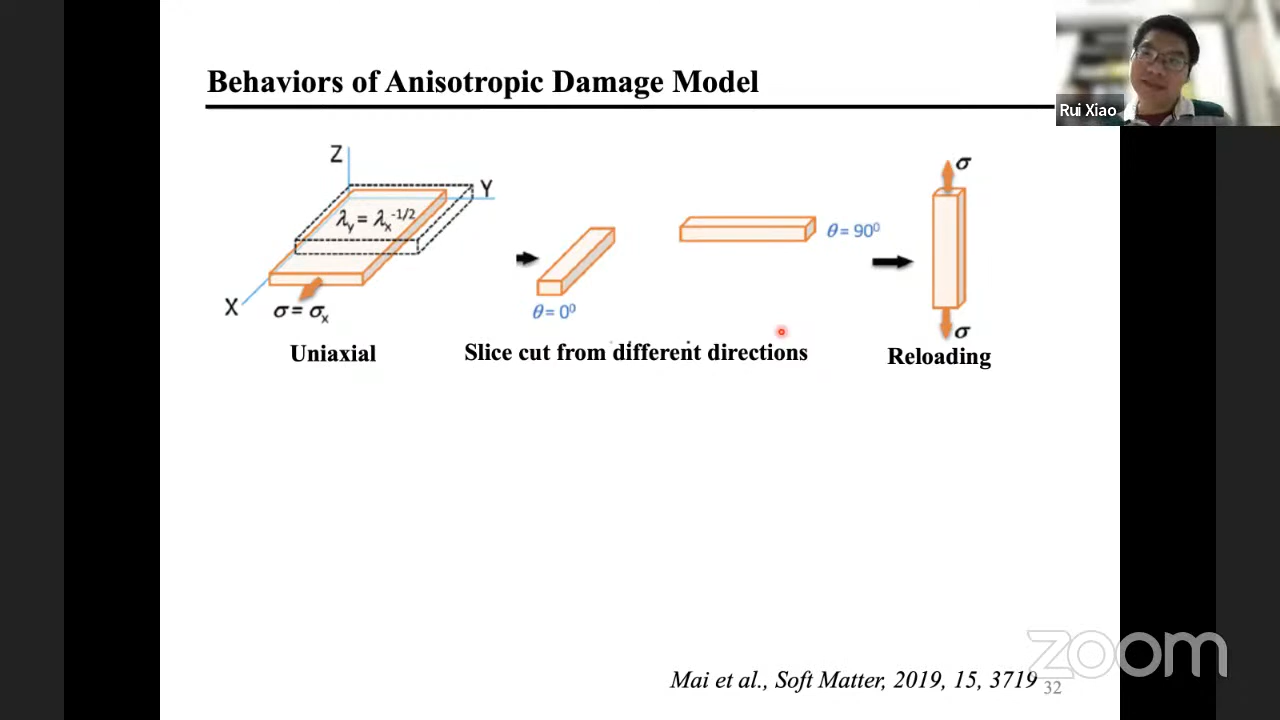 Behaviors of Anisotropic Damage Model
Rui Xiao
Z
Y
λy = λx^-1/2
X
σ = σx
θ = 0⁰
θ = 90⁰
σ
σ
Uniaxial
Slice cut from different directions
Reloading
Mai et al., Soft Matter, 2019, 15, 3719
32
zoom